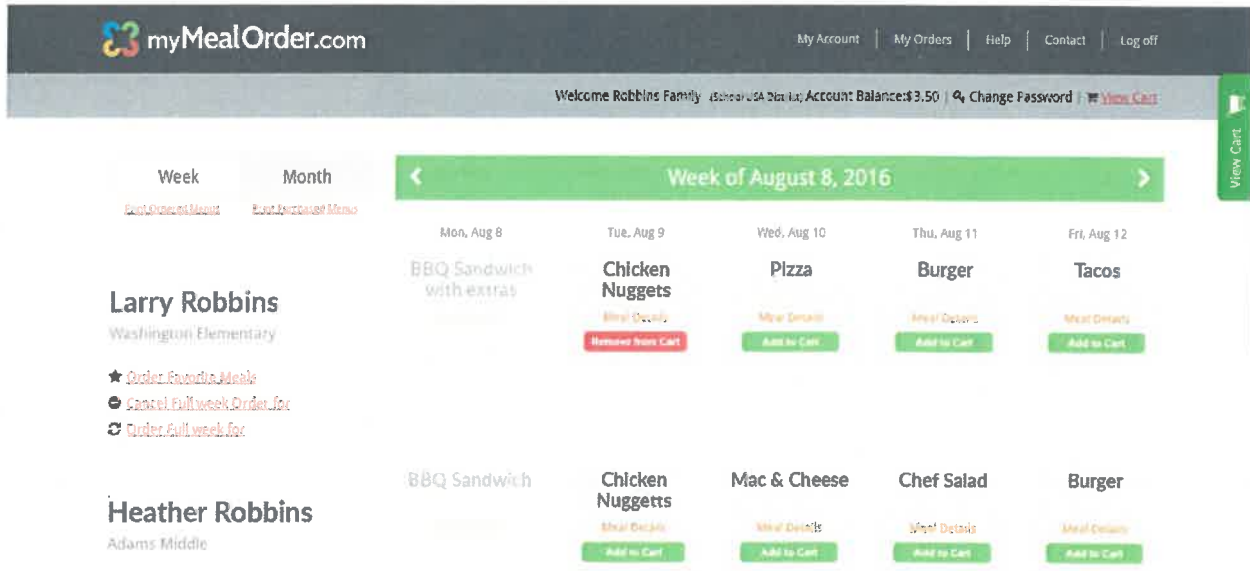 myMealOrder.com
My Account | My Orders | Help | Contact | Log off
Welcome Robbins Family Account Balance:$3.50 | Change Password | View Cart
View Cart
Week Month
< Week of August 8, 2016 >
Mon, Aug 8 Tue, Aug 9 Wed, Aug 10 Thu, Aug 11 Fri, Aug 12
Larry Robbins
Washington Elementary
Order Favorite Meals
Cancel Full week Order for
Order Full week for
BBQ Sandwich with extras
Chicken Nuggets
Meal Details
Remove from Cart
Pizza
Meal Details
Add to Cart
Burger
Meal Details
Add to Cart
Tacos
Meal Details
Add to Cart
Heather Robbins
Adams Middle
BBQ Sandwich
Chicken Nuggetts
Meal Details
Add to Cart
Mac & Cheese
Meal Details
Add to Cart
Chef Salad
Meal Details
Add to Cart
Burger
Meal Details
Add to Cart